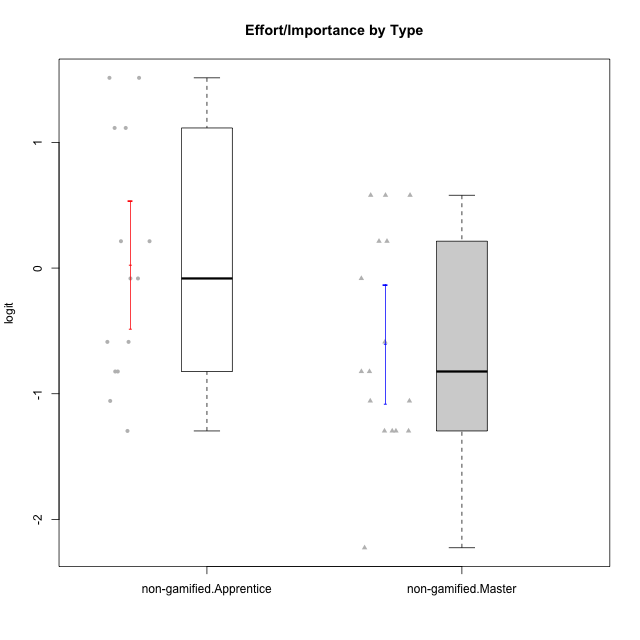 Effort/Importance by Type
logit
1
0
-1
-2
non-gamified.Apprentice
non-gamified.Master